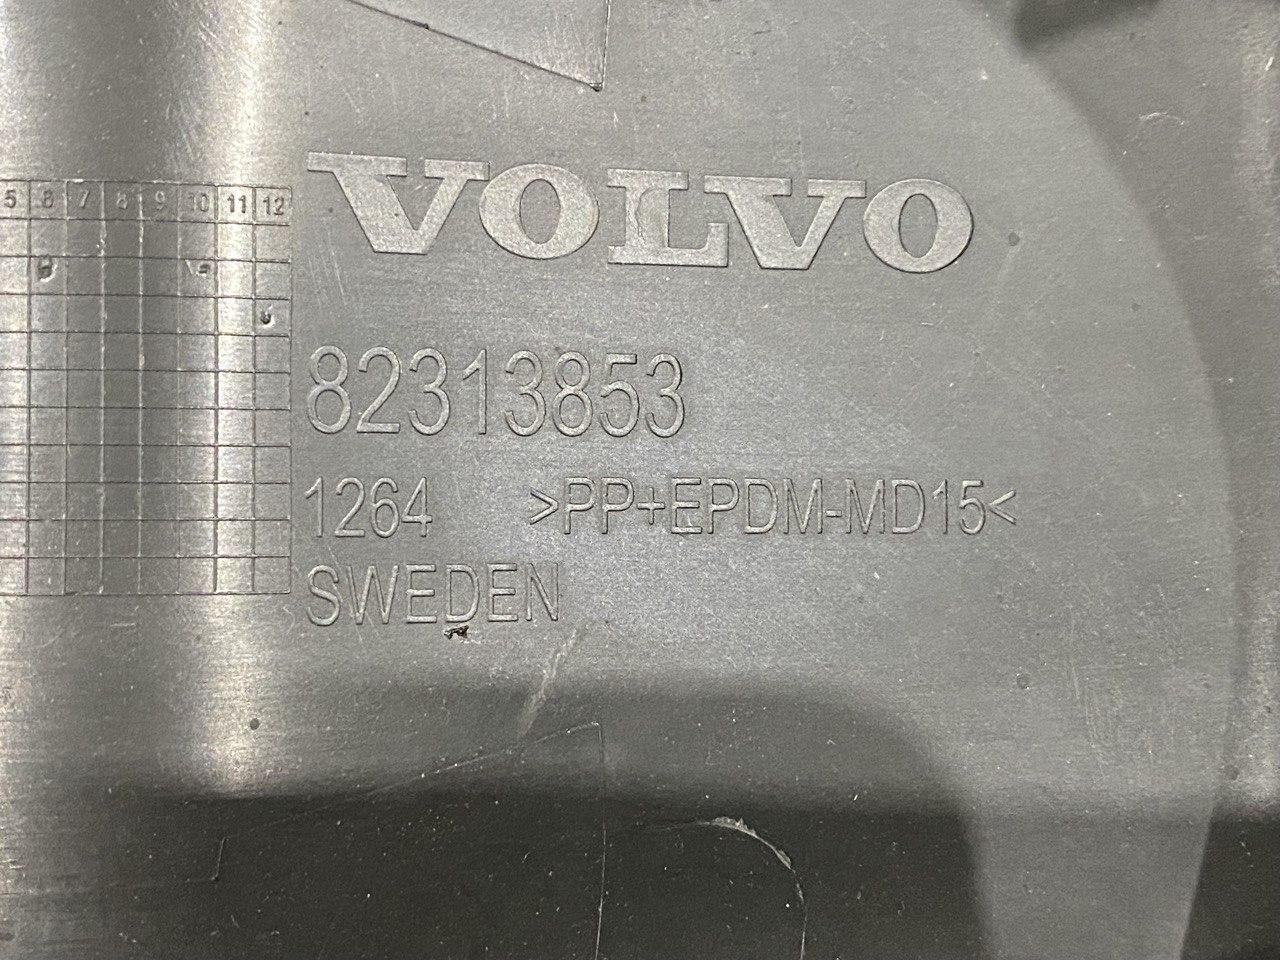 VOLVO
5 6 7 8 9 10 11 12
82313853
1264 >PP+EPDM-MD15<
SWEDEN